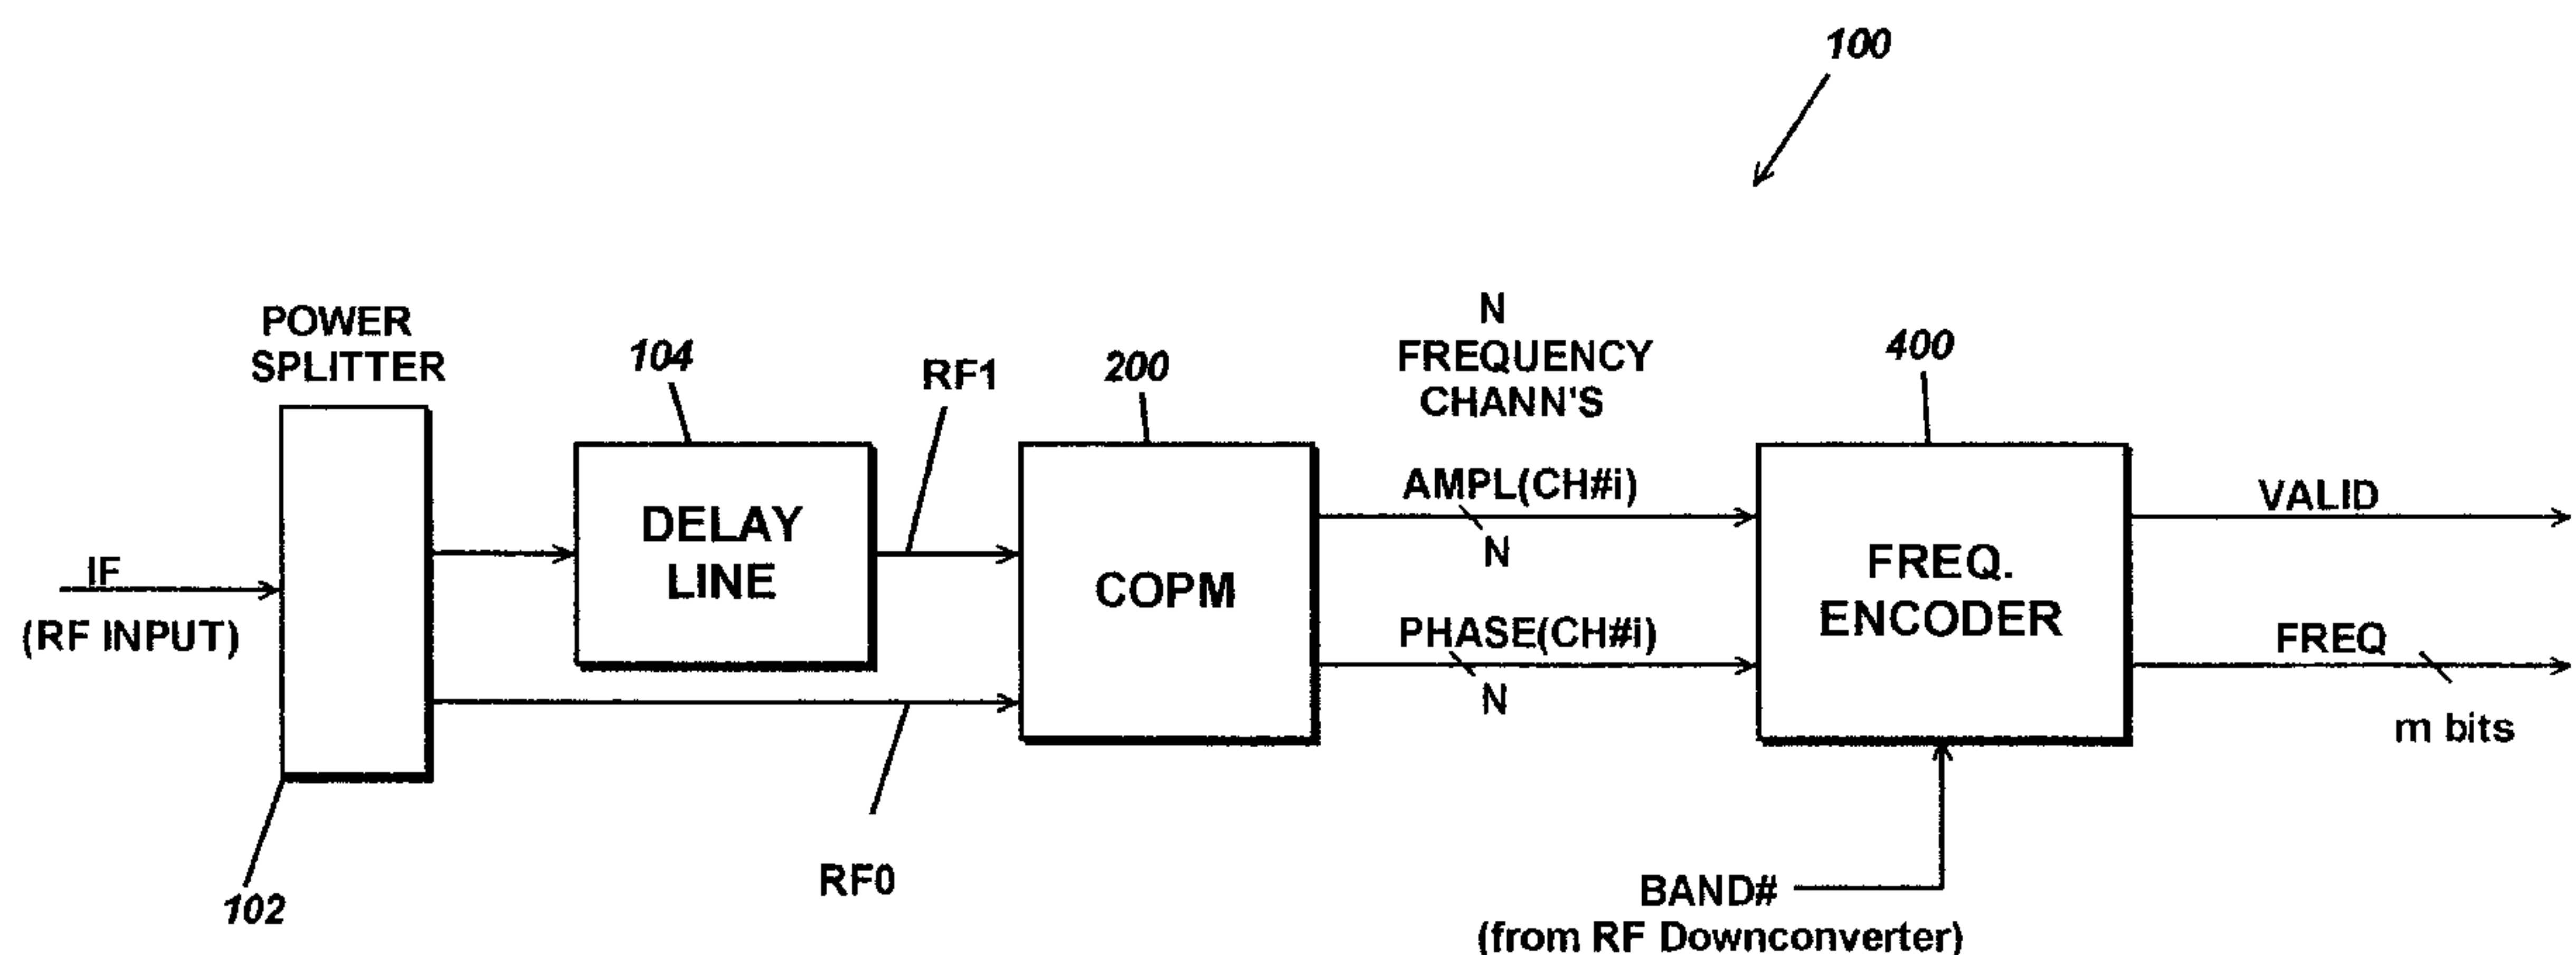 100
POWER
SPLITTER
104
RF1
200
N
FREQUENCY
CHANN'S
400
IF
(RF INPUT)
DELAY
LINE
COPM
AMPL(CH#i)
N
PHASE(CH#i)
N
FREQ.
ENCODER
VALID
FREQ
m bits
102
RF0
BAND#
(from RF Downconverter)